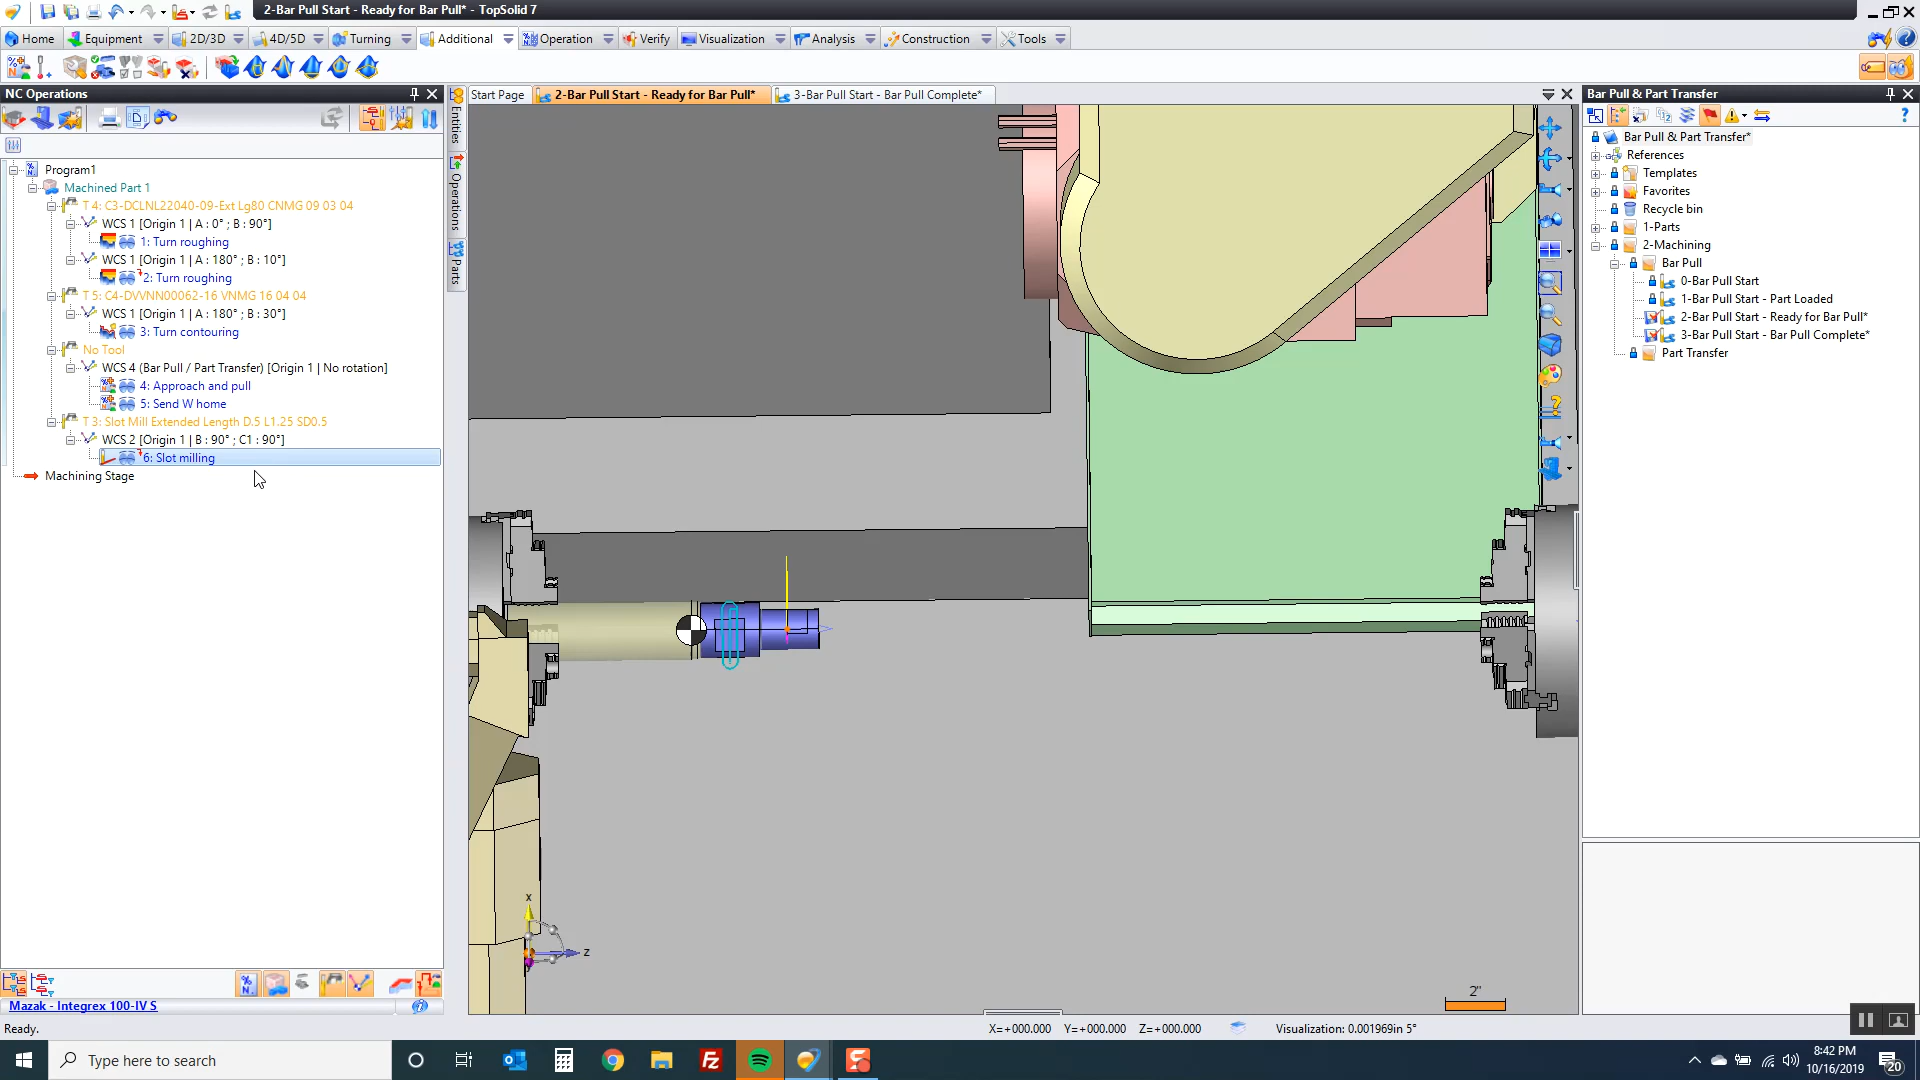 2-Bar Pull Start - Ready for Bar Pull* - TopSolid 7
Home Equipment 2D/3D 4D/5D Turning Additional Operation Verify Visualization Analysis Construction Tools
NC Operations
Start Page 2-Bar Pull Start - Ready for Bar Pull* 3-Bar Pull Start - Bar Pull Complete*
Bar Pull & Part Transfer
Program1
Machined Part 1
T 4: C3-DCLNL22040-09-Ext Lg80 CNMG 09 03 04
WCS 1 [Origin 1 | A : 0° ; B : 90°]
1: Turn roughing
WCS 1 [Origin 1 | A : 180° ; B : 10°]
2: Turn roughing
T 5: C4-DVVNN00062-16 VNMG 16 04 04
WCS 1 [Origin 1 | A : 180° ; B : 30°]
3: Turn contouring
No Tool
WCS 4 (Bar Pull / Part Transfer) [Origin 1 | No rotation]
4: Approach and pull
5: Send W home
T 3: Slot Mill Extended Length D.5 L1.25 SD0.5
WCS 2 [Origin 1 | B : 90° ; C1 : 90°]
6: Slot milling
Machining Stage
Mazak - Integrex 100-IV S
Entities
Operations
Parts
Bar Pull & Part Transfer*
References
Templates
Favorites
Recycle bin
1-Parts
2-Machining
Bar Pull
0-Bar Pull Start
1-Bar Pull Start - Part Loaded
2-Bar Pull Start - Ready for Bar Pull*
3-Bar Pull Start - Bar Pull Complete*
Part Transfer
x
z
2"
Ready.
X=+000.000 Y=+000.000 Z=+000.000 Visualization: 0.001969in 5°
Type here to search
8:42 PM
10/16/2019
20